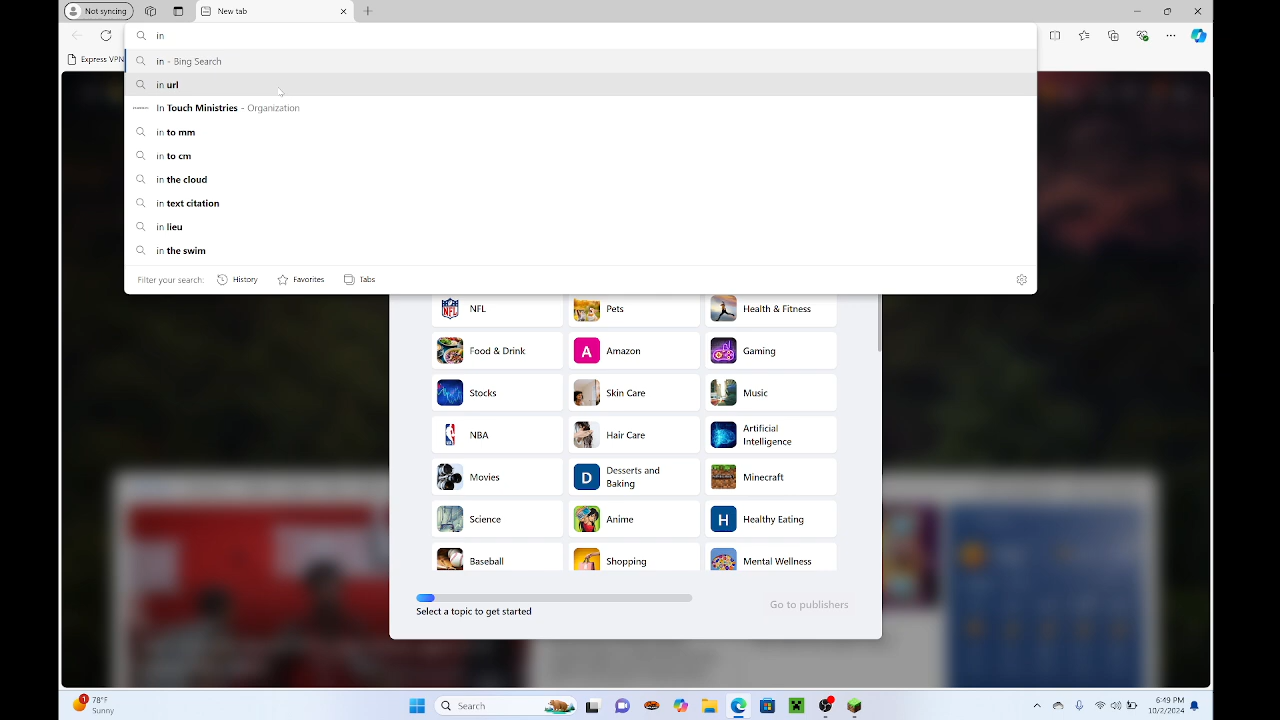 Not syncing
New tab
in
Express VPN
in - Bing Search
in url
In Touch Ministries - Organization
in to mm
in to cm
in the cloud
in text citation
in lieu
in the swim
Filter your search: History Favorites Tabs
NFL Pets Health & Fitness
Food & Drink A Amazon Gaming
Stocks Skin Care Music
NBA Hair Care Artificial
Intelligence
Movies D Desserts and
Baking Minecraft
Science Anime H Healthy Eating
Baseball Shopping Mental Wellness
Select a topic to get started
Go to publishers
1 78°F
Sunny
Search
6:49 PM
10/2/2024